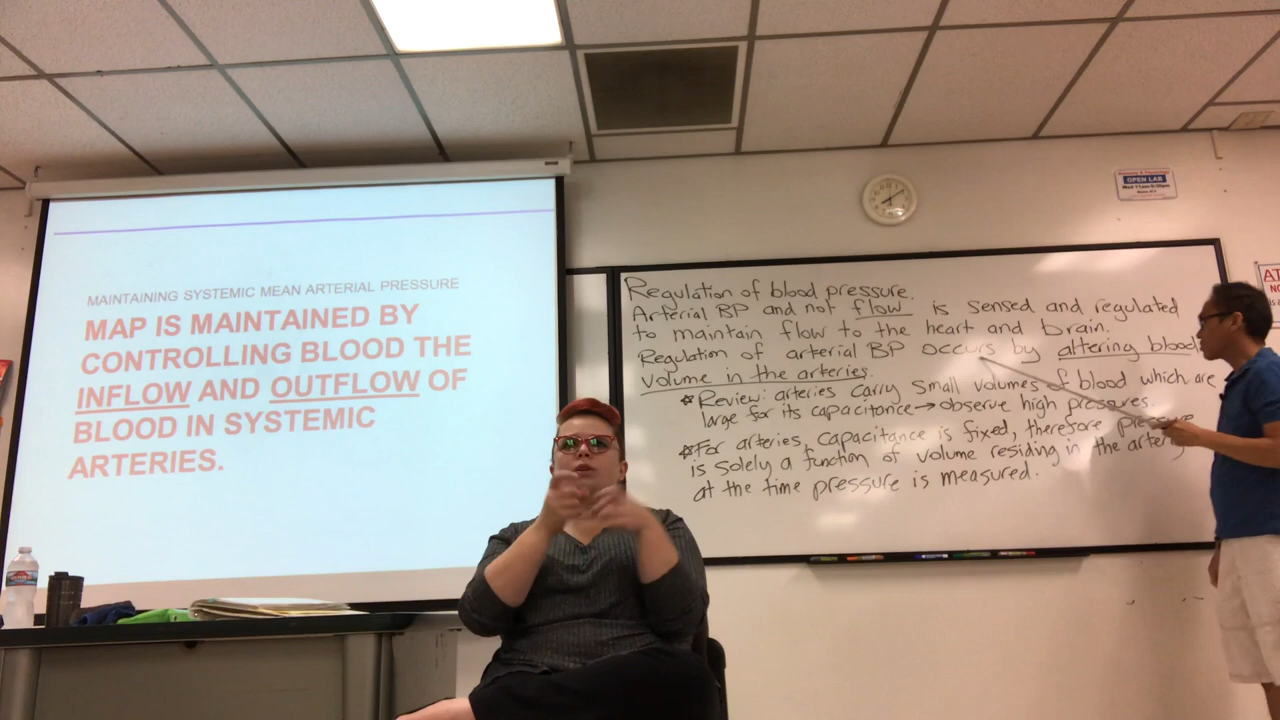 MAINTAINING SYSTEMIC MEAN ARTERIAL PRESSURE
MAP IS MAINTAINED BY
CONTROLLING BLOOD THE
INFLOW AND OUTFLOW OF
BLOOD IN SYSTEMIC
ARTERIES.
Regulation of blood pressure.
Arterial BP and not flow is sensed and regulated
to maintain flow to the heart and brain.
Regulation of arterial BP occurs by altering blood
volume in the arteries.
☆ Review: arteries carry small volumes of blood which are
large for its capacitance → observe high pressures.
☆ For arteries, capacitance is fixed, therefore pressure
is solely a function of volume residing in the artery
at the time pressure is measured.
OPEN LAB